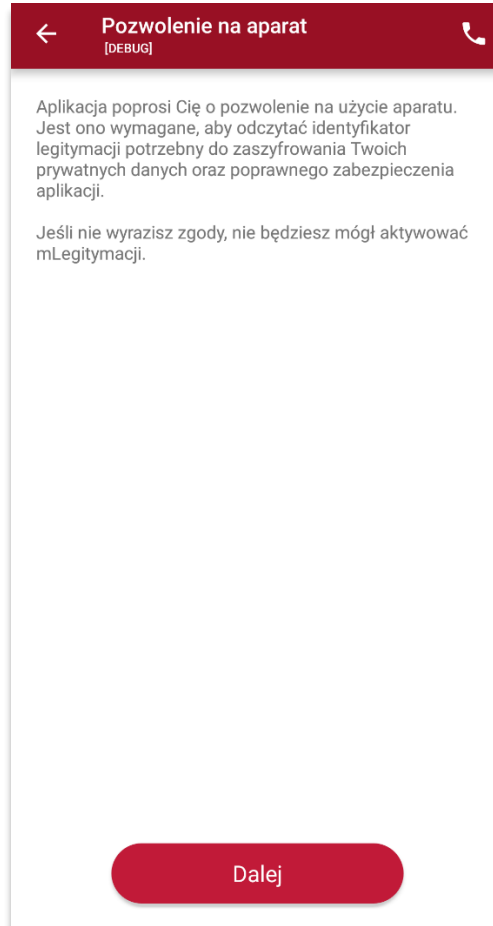 Pozwolenie na aparat
[DEBUG]
Aplikacja poprosi Cię o pozwolenie na użycie aparatu.
Jest ono wymagane, aby odczytać identyfikator
legitymacji potrzebny do zaszyfrowania Twoich
prywatnych danych oraz poprawnego zabezpieczenia
aplikacji.
Jeśli nie wyrazisz zgody, nie będziesz mógł aktywować
mLegitymacji.
Dalej